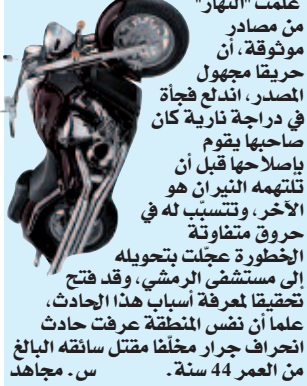 علمت "النهار"
من مصادر
موثوقة، أن
حريقا مجهول
المصدر، اندلع فجأة
في دراجة نارية كان
صاحبها يقوم
بإصلاحها قبل أن
تلتهمه النيران هو
الآخر، وتتسبّب له في
حروق متفاوتة
الخطورة عجّلت بتحويله
إلى مستشفى الرمشي، وقد فتح
تحقيقا لمعرفة أسباب هذا الحادث،
علما أن نفس المنطقة عرفت حادث
انحراف جرار مخلّفا مقتل سائقه البالغ
من العمر 44 سنة. س. مجاهد